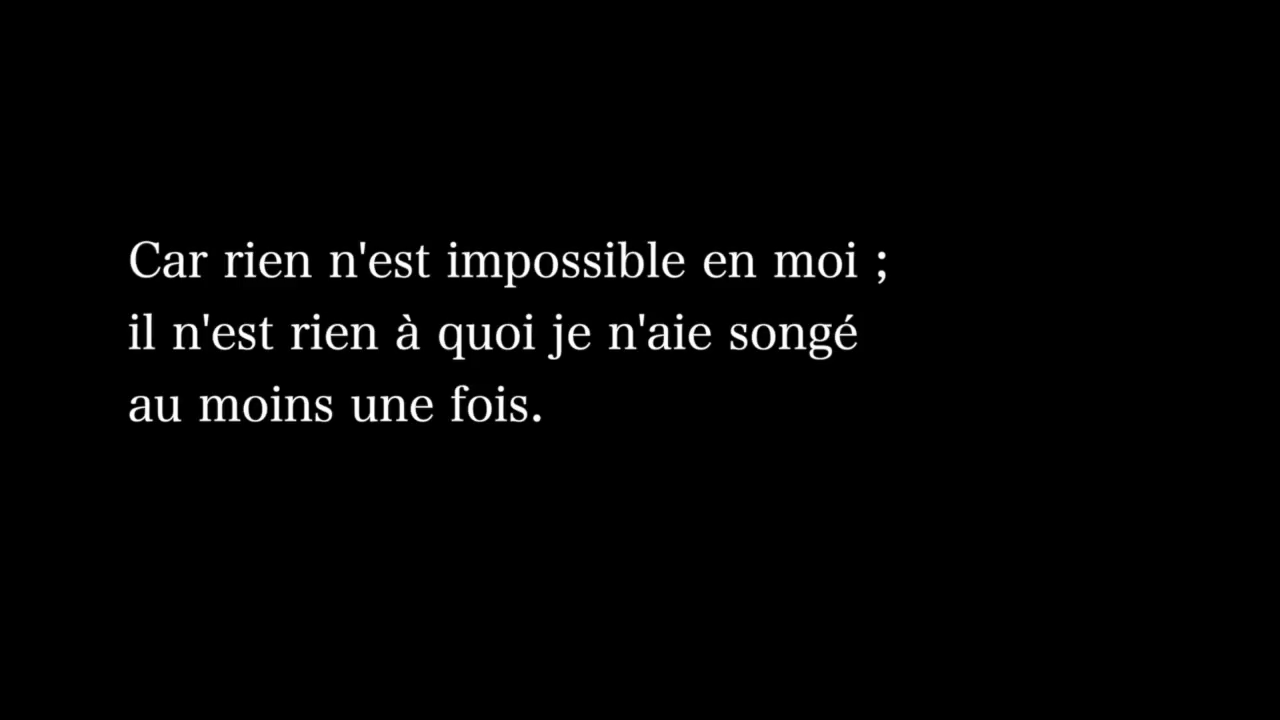 Car rien n'est impossible en moi ;
il n'est rien à quoi je n'aie songé
au moins une fois.